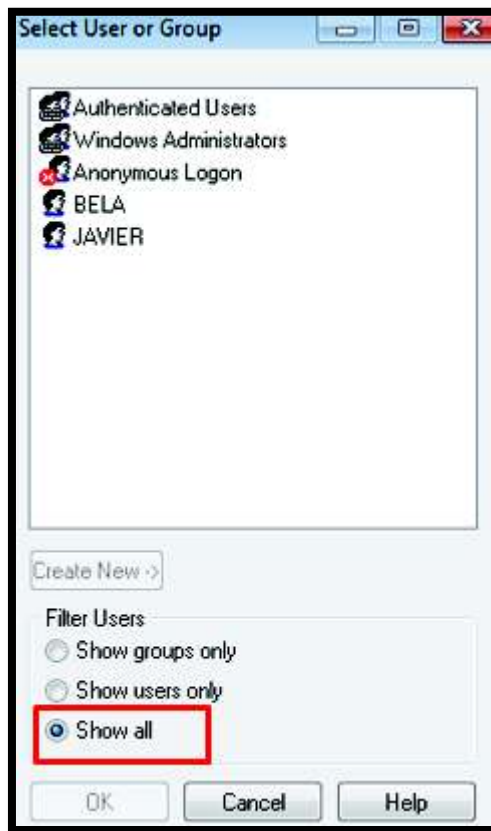 Select User or Group
Authenticated Users
Windows Administrators
Anonymous Logon
BELA
JAVIER
Create New ->
Filter Users
Show groups only
Show users only
Show all
OK Cancel Help